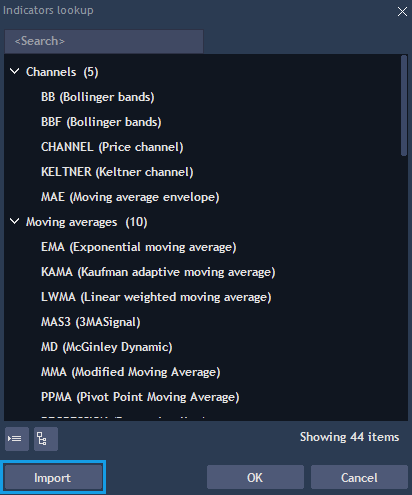 Indicators lookup
<Search>
Channels (5)
BB (Bollinger bands)
BBF (Bollinger bands)
CHANNEL (Price channel)
KELTNER (Keltner channel)
MAE (Moving average envelope)
Moving averages (10)
EMA (Exponential moving average)
KAMA (Kaufman adaptive moving average)
LWMA (Linear weighted moving average)
MAS3 (3MASignal)
MD (McGinley Dynamic)
MMA (Modified Moving Average)
PPMA (Pivot Point Moving Average)
Showing 44 items
Import
OK
Cancel